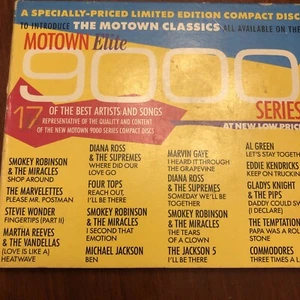 A SPECIALLY-PRICED LIMITED EDITION COMPACT DISC
TO INTRODUCE THE MOTOWN CLASSICS ALL AVAILABLE ON THE
MOTOWN Elite
9000
SERIES
AT NEW LOW PRIC
17 OF THE BEST ARTISTS AND SONGS
REPRESENTATIVE OF THE QUALITY AND CONTENT
OF THE NEW MOTOWN 9000 SERIES COMPACT DISCS
SMOKEY ROBINSON
& THE MIRACLES
SHOP AROUND
THE MARVELETTES
PLEASE MR. POSTMAN
STEVIE WONDER
FINGERTIPS (PART II)
MARTHA REEVES
& THE VANDELLAS
(LOVE IS LIKE A)
HEATWAVE
DIANA ROSS
& THE SUPREMES
WHERE DID OUR
LOVE GO
FOUR TOPS
REACH OUT,
I'LL BE THERE
SMOKEY ROBINSON
& THE MIRACLES
I SECOND THAT
EMOTION
MICHAEL JACKSON
BEN
MARVIN GAYE
I HEARD IT THROUGH
THE GRAPEVINE
DIANA ROSS
& THE SUPREMES
SOMEDAY WE'LL BE
TOGETHER
SMOKEY ROBINSON
& THE MIRACLES
THE TEARS
OF A CLOWN
THE JACKSON 5
I'LL BE THERE
AL GREEN
LET'S STAY TOGETH
EDDIE KENDRICKS
KEEP ON TRUCKIN
GLADYS KNIGHT
& THE PIPS
DADDY COULD SW
(I DECLARE)
THE TEMPTATION
PAPA WAS A ROLL
STONE
COMMODORES
THREE TIMES A L